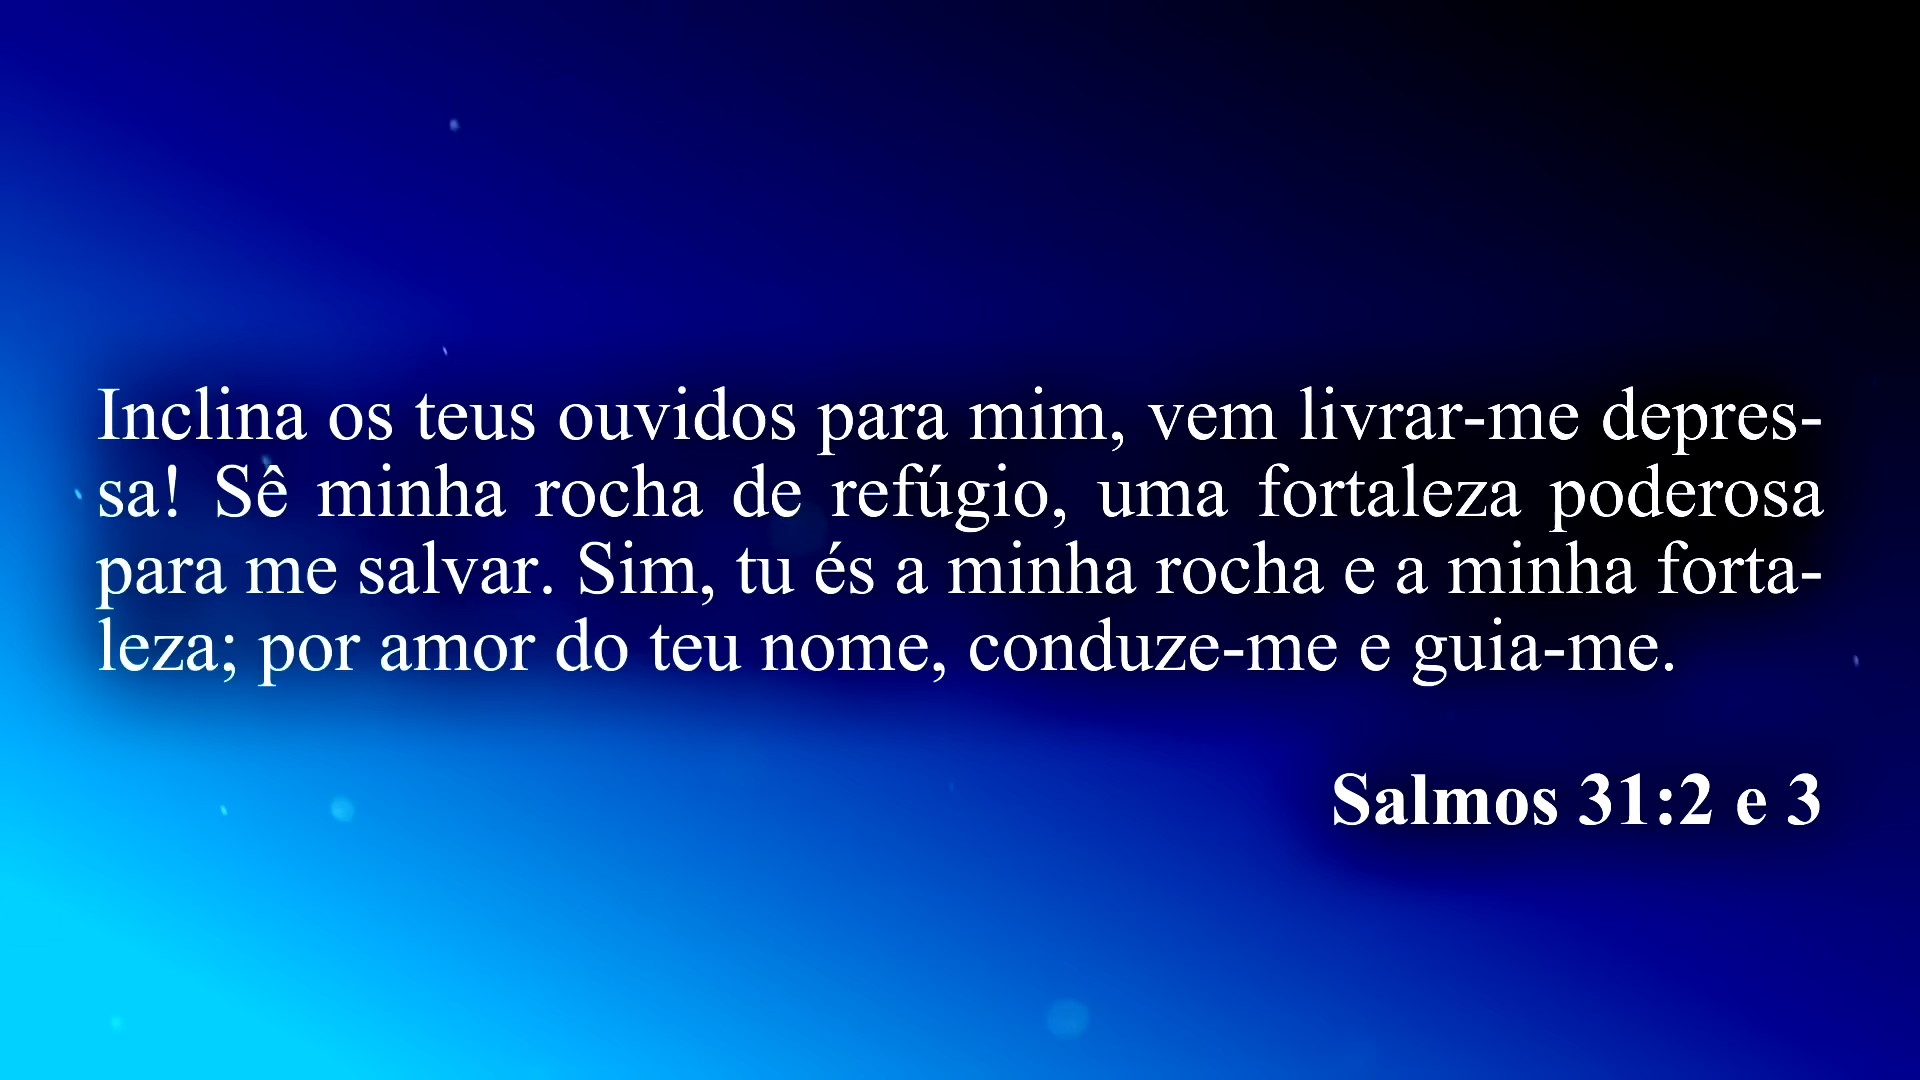 Inclina os teus ouvidos para mim, vem livrar-me depres-
sa! Sê minha rocha de refúgio, uma fortaleza poderosa
para me salvar. Sim, tu és a minha rocha e a minha forta-
leza; por amor do teu nome, conduze-me e guia-me.
Salmos 31:2 e 3